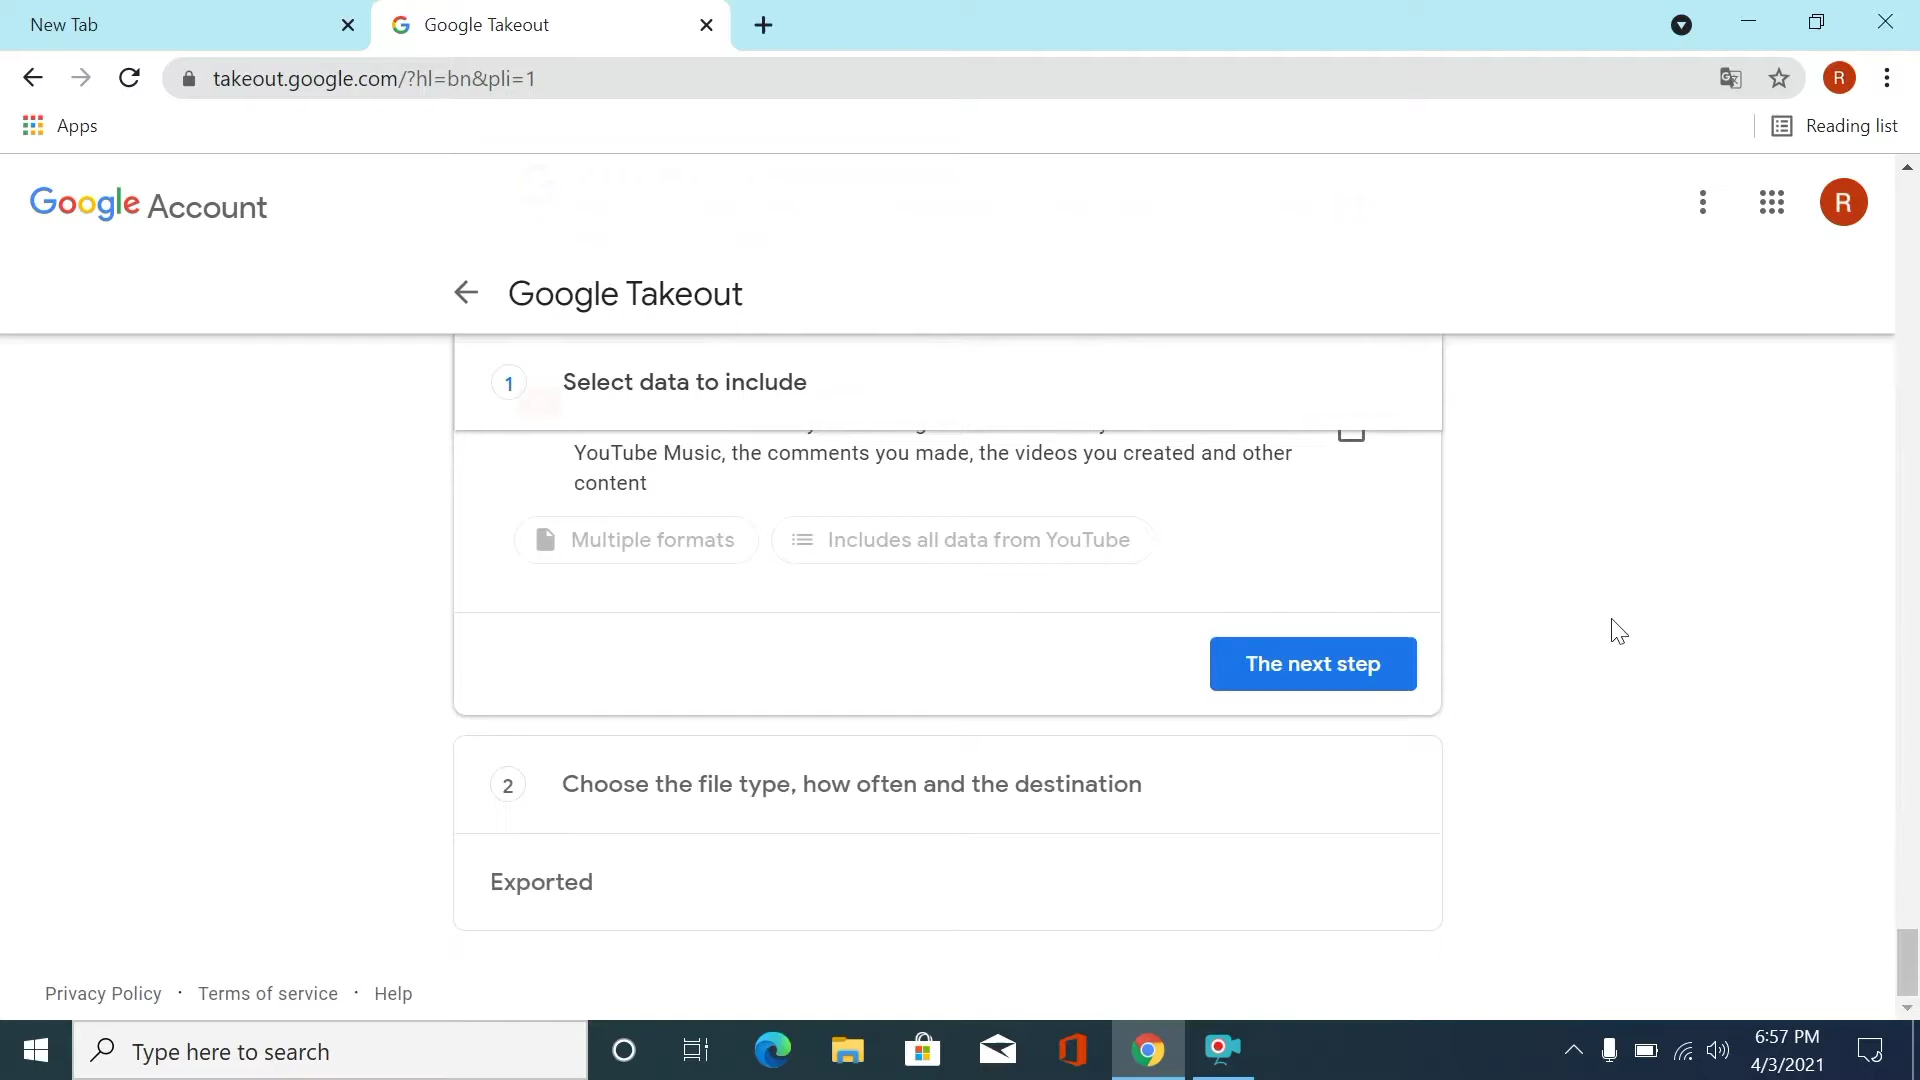 New Tab
Google Takeout
takeout.google.com/?hl=bn&pli=1
R
Apps
Reading list
Google Account
R
Google Takeout
1 Select data to include
YouTube Music, the comments you made, the videos you created and other
content
Multiple formats
Includes all data from YouTube
The next step
2 Choose the file type, how often and the destination
Exported
Privacy Policy · Terms of service · Help
Type here to search
6:57 PM
4/3/2021